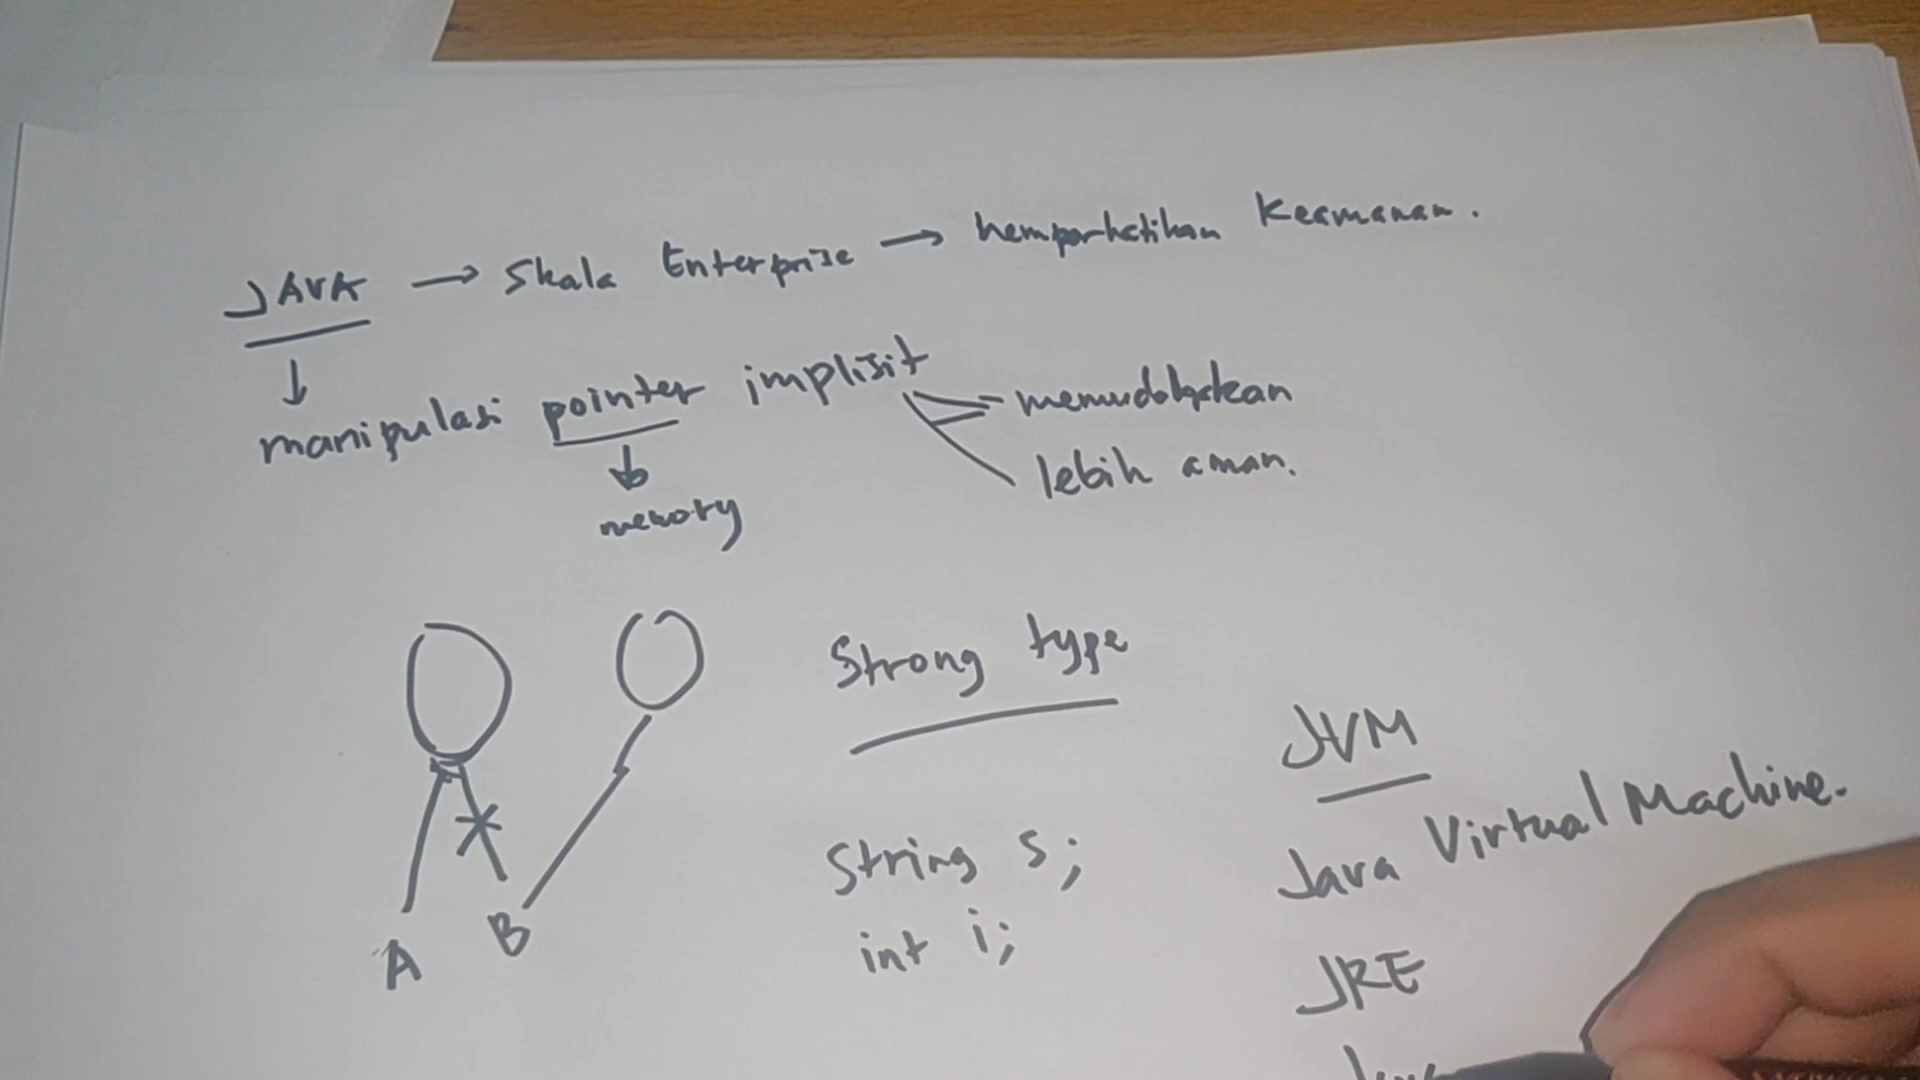 JAVA → Skala Enterprise → memperhatikan Keamanan.
↓
manipulasi pointer implisit
memudahkan
lebih aman.
↓
memory
Strong type
String s;
int i;
A B
JVM
Java Virtual Machine.
JRE